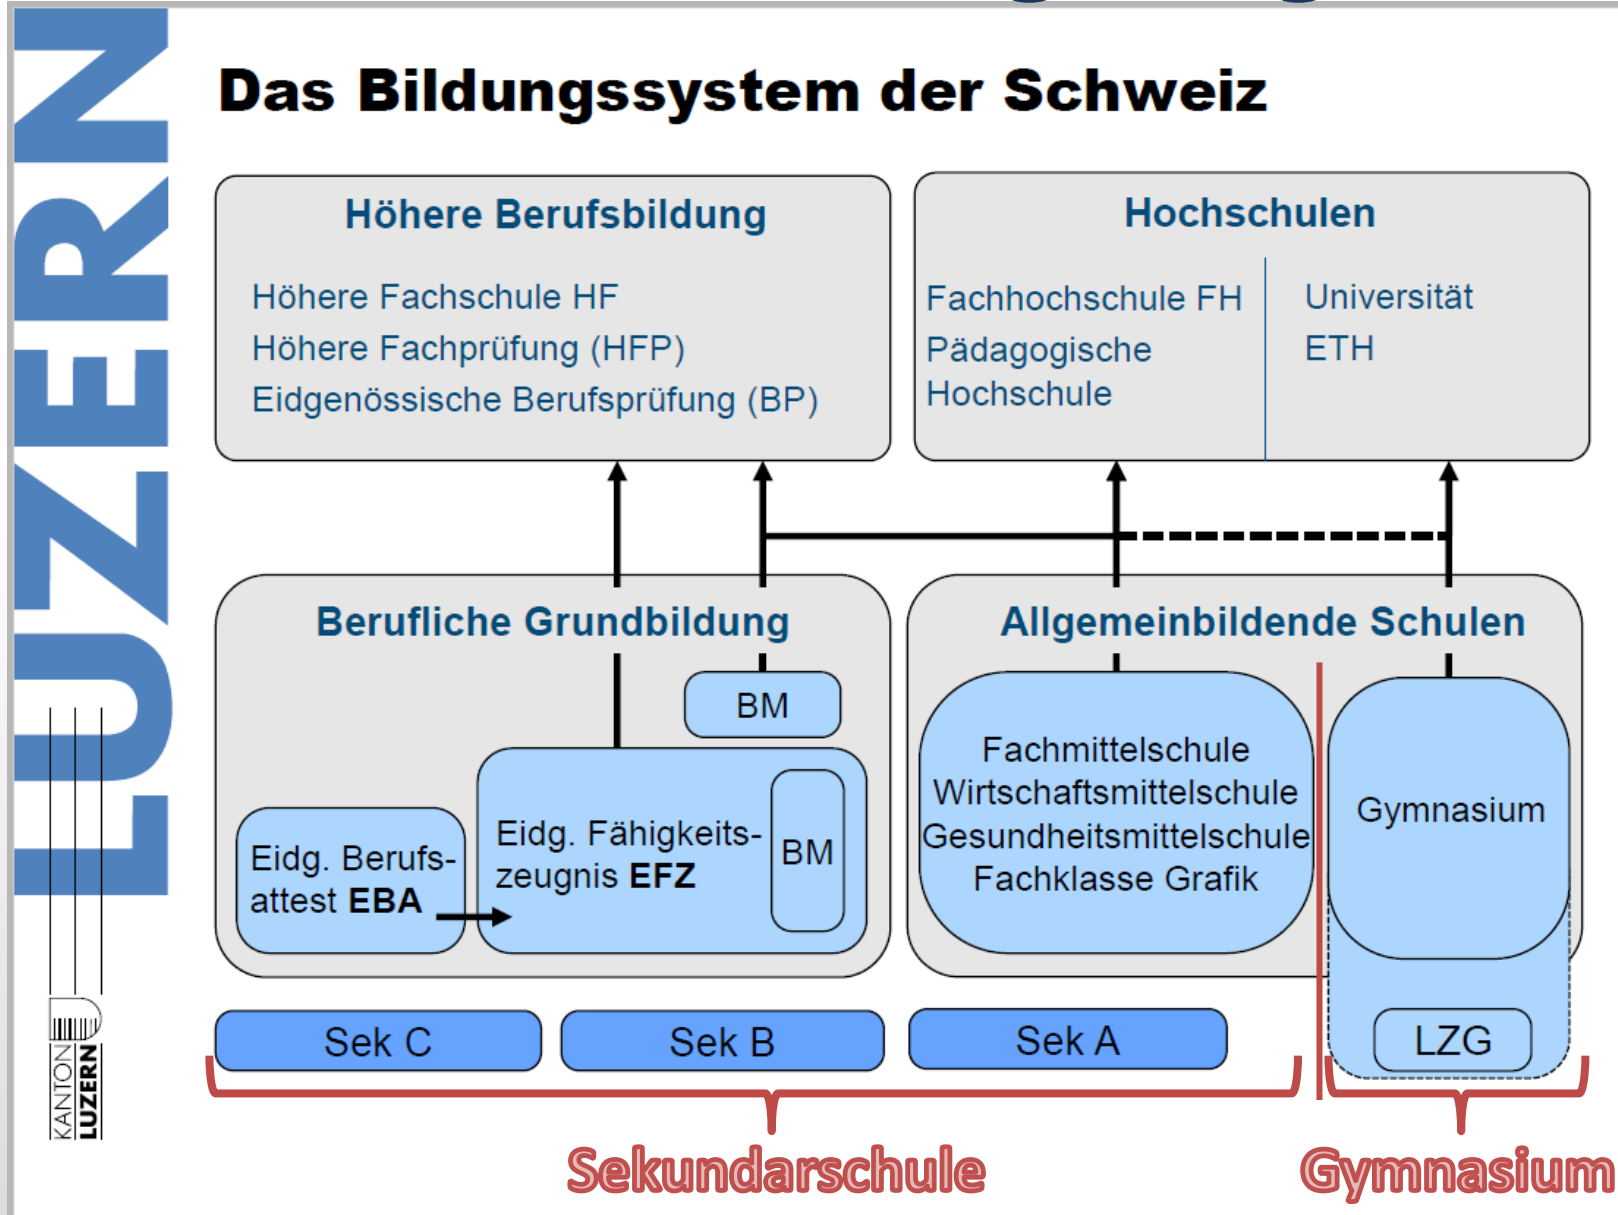 LUZERN
Das Bildungssystem der Schweiz
Höhere Berufsbildung
Höhere Fachschule HF
Höhere Fachprüfung (HFP)
Eidgenössische Berufsprüfung (BP)
Hochschulen
Fachhochschule FH
Pädagogische
Hochschule
Universität
ETH
Berufliche Grundbildung
BM
Eidg. Berufs-
attest EBA
Eidg. Fähigkeits-
zeugnis EFZ
BM
Allgemeinbildende Schulen
Fachmittelschule
Wirtschaftsmittelschule
Gesundheitsmittelschule
Fachklasse Grafik
Gymnasium
Sek C
Sek B
Sek A
LZG
KANTON
LUZERN
Sekundarschule
Gymnasium